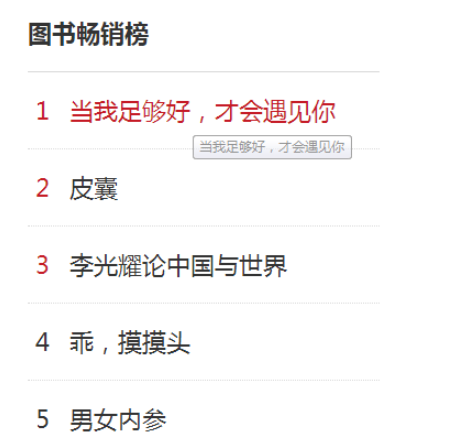 图书畅销榜
1 当我足够好，才会遇见你
当我足够好，才会遇见你
2 皮囊
3 李光耀论中国与世界
4 乖，摸摸头
5 男女内参